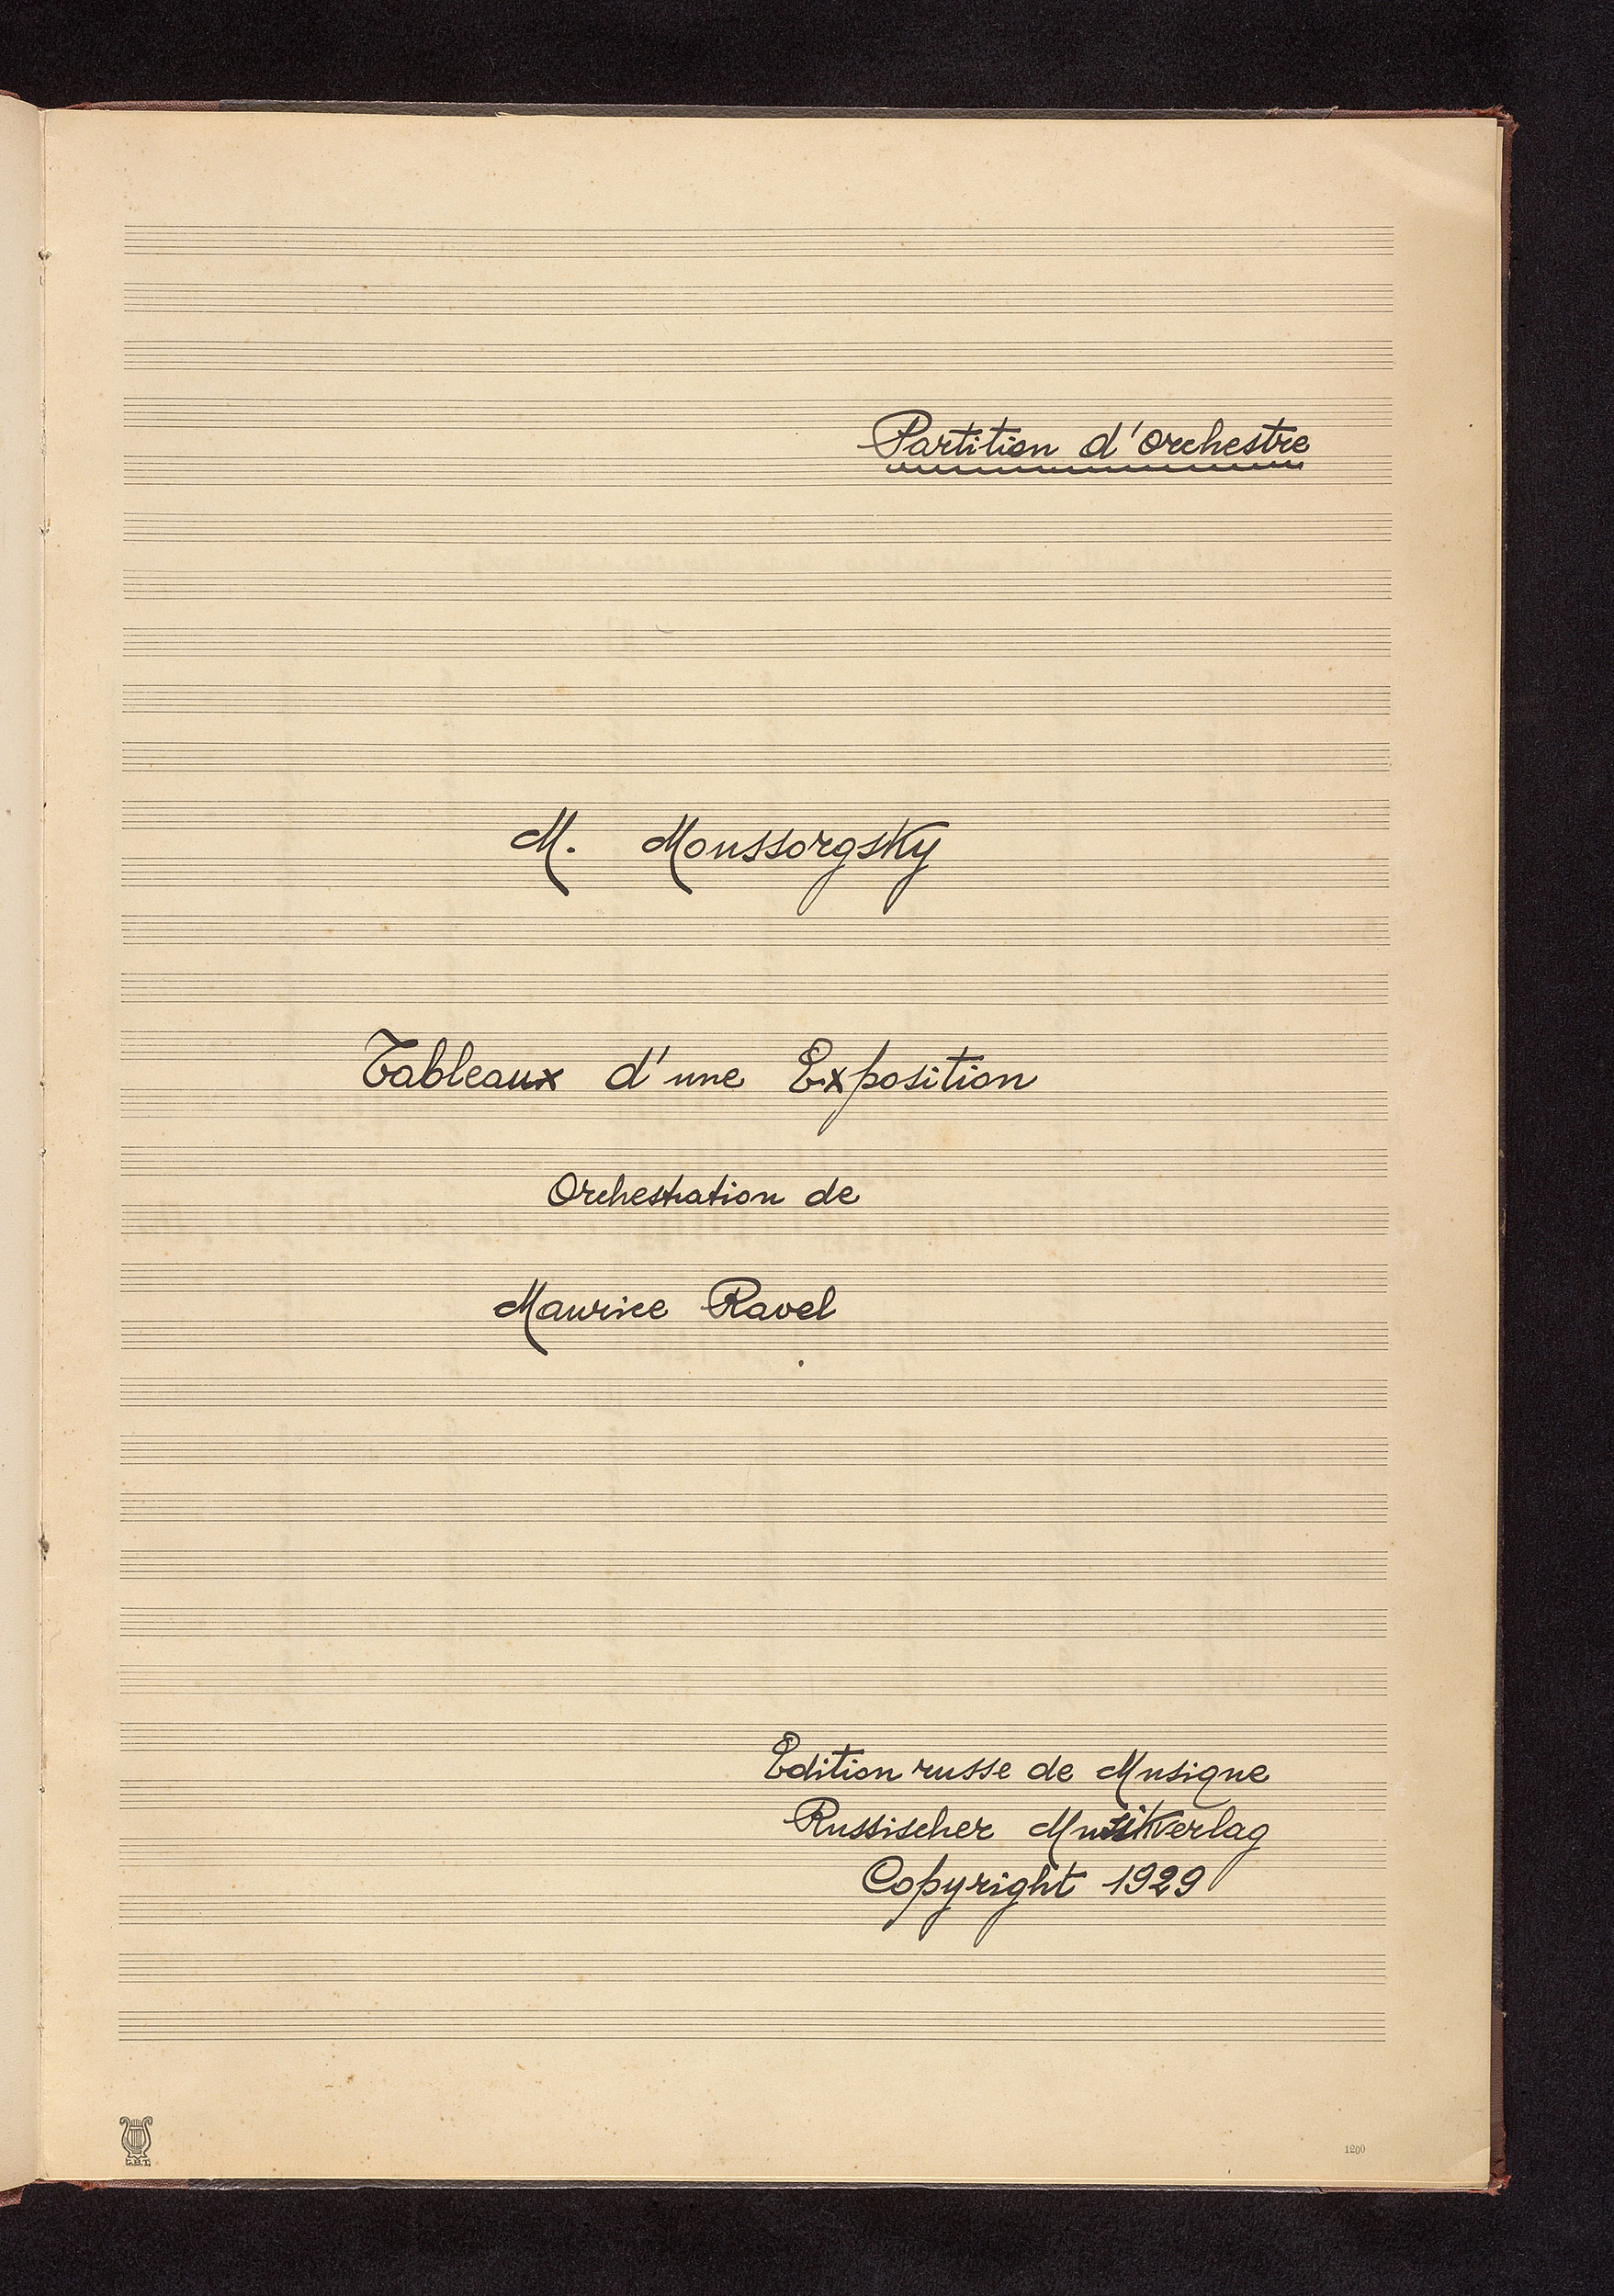 Partition d'orchestre
M. Moussorgsky
Tableaux d'une Exposition
Orchestration de
Maurice Ravel
Edition russe de Musique
Russischer Musikverlag
Copyright 1929
1200